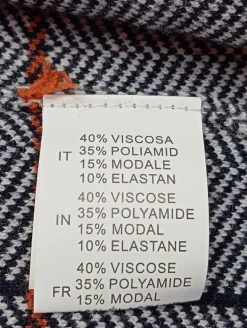 40% VISCOSA
IT 35% POLIAMID
15% MODALE
10% ELASTAN
40% VISCOSE
IN 35% POLYAMIDE
15% MODAL
10% ELASTANE
40% VISCOSE
FR 35% POLYAMIDE
15% MODAL